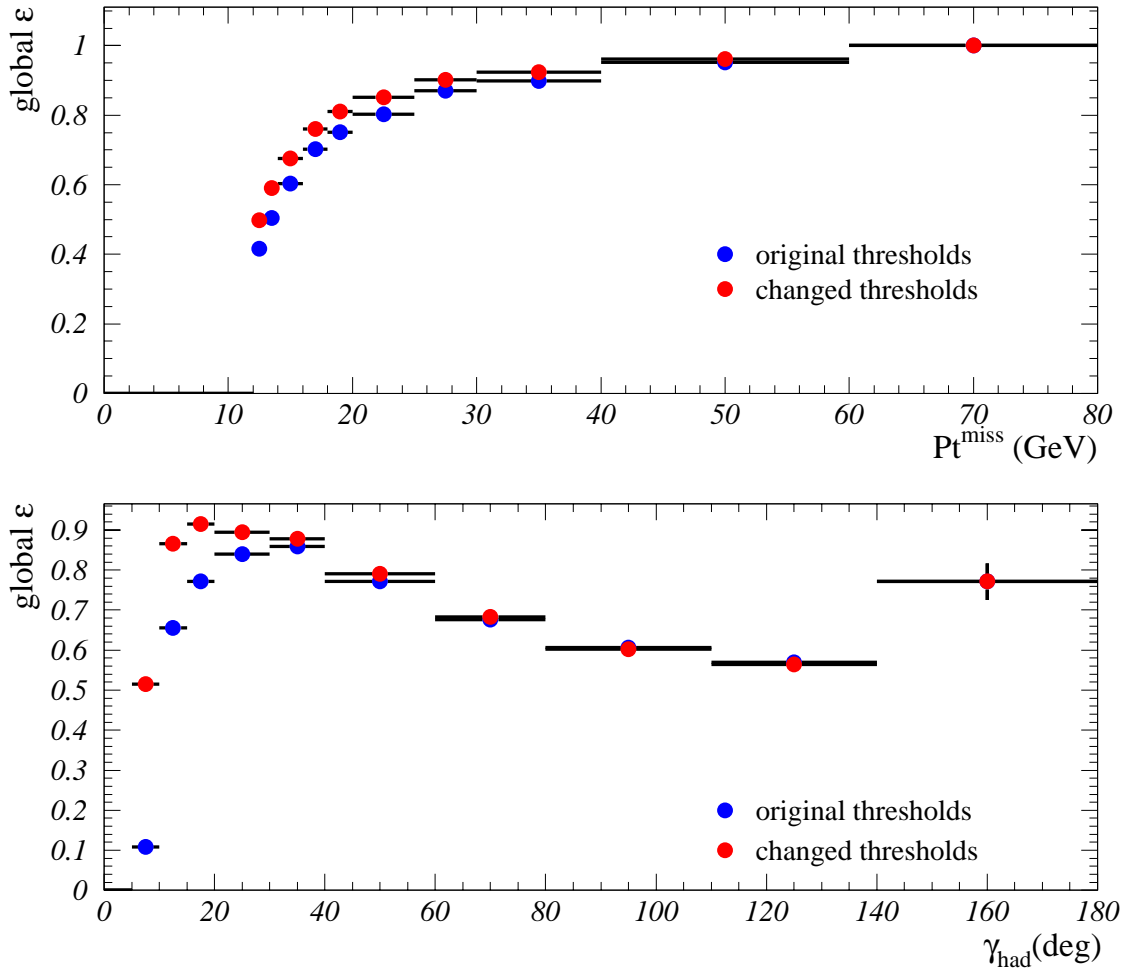 global ε
1
0.8
0.6
0.4
0.2
0
original thresholds
changed thresholds
0 10 20 30 40 50 60 70 80
Pt^miss (GeV)
global ε
0.9
0.8
0.7
0.6
0.5
0.4
0.3
0.2
0.1
0
original thresholds
changed thresholds
0 20 40 60 80 100 120 140 160 180
γ_had(deg)